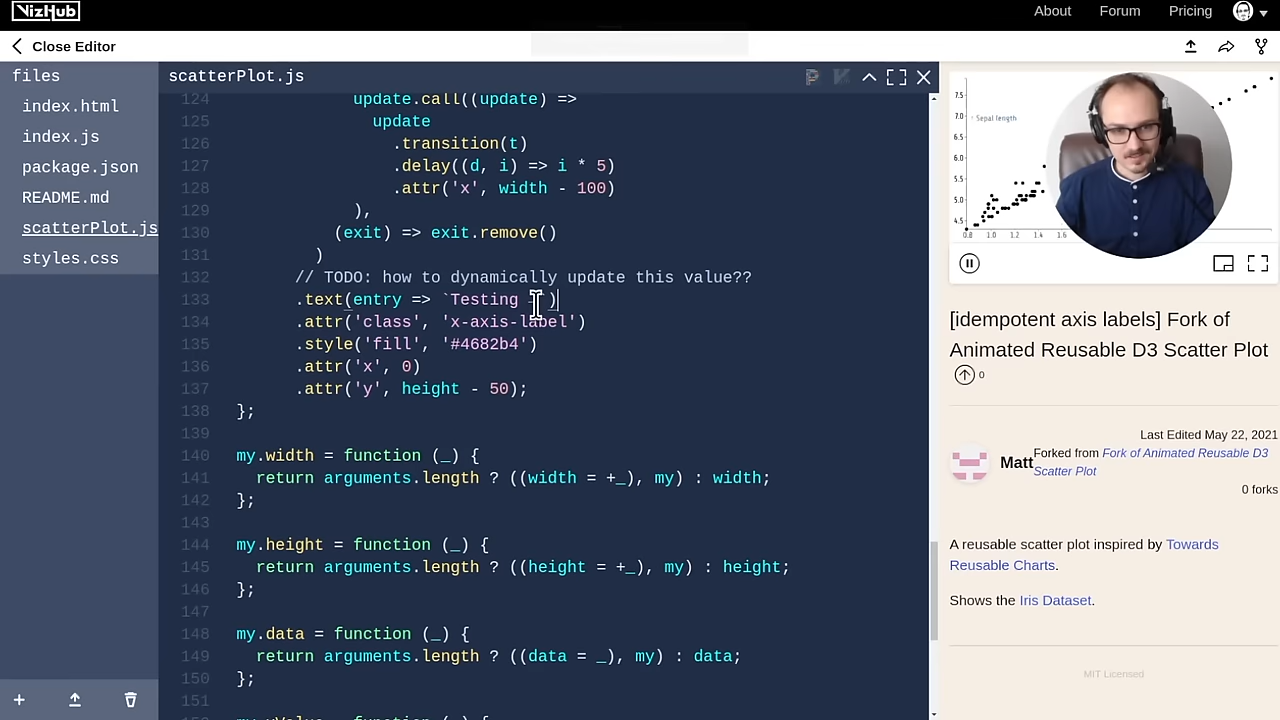 VizHub
About Forum Pricing
Close Editor
files
index.html
index.js
package.json
README.md
scatterPlot.js
styles.css
scatterPlot.js
124 update.call((update) =>
125 update
126 .transition(t)
127 .delay((d, i) => i * 5)
128 .attr('x', width - 100)
129 ),
130 (exit) => exit.remove()
131 )
132 // TODO: how to dynamically update this value??
133 .text(entry => `Testing )
134 .attr('class', 'x-axis-label')
135 .style('fill', '#4682b4')
136 .attr('x', 0)
137 .attr('y', height - 50);
138 };
139
140 my.width = function (_) {
141 return arguments.length ? ((width = +_), my) : width;
142 };
143
144 my.height = function (_) {
145 return arguments.length ? ((height = +_), my) : height;
146 };
147
148 my.data = function (_) {
149 return arguments.length ? ((data = _), my) : data;
150 };
151
7.5
7.0
Sepal length
6.5
6.0
5.5
5.0
4.5
0.8 1.0 1.2 1.4 1.6
[idempotent axis labels] Fork of
Animated Reusable D3 Scatter Plot
0
Last Edited May 22, 2021
Matt
Forked from Fork of Animated Reusable D3
Scatter Plot
0 forks
A reusable scatter plot inspired by Towards
Reusable Charts.
Shows the Iris Dataset.
MIT Licensed